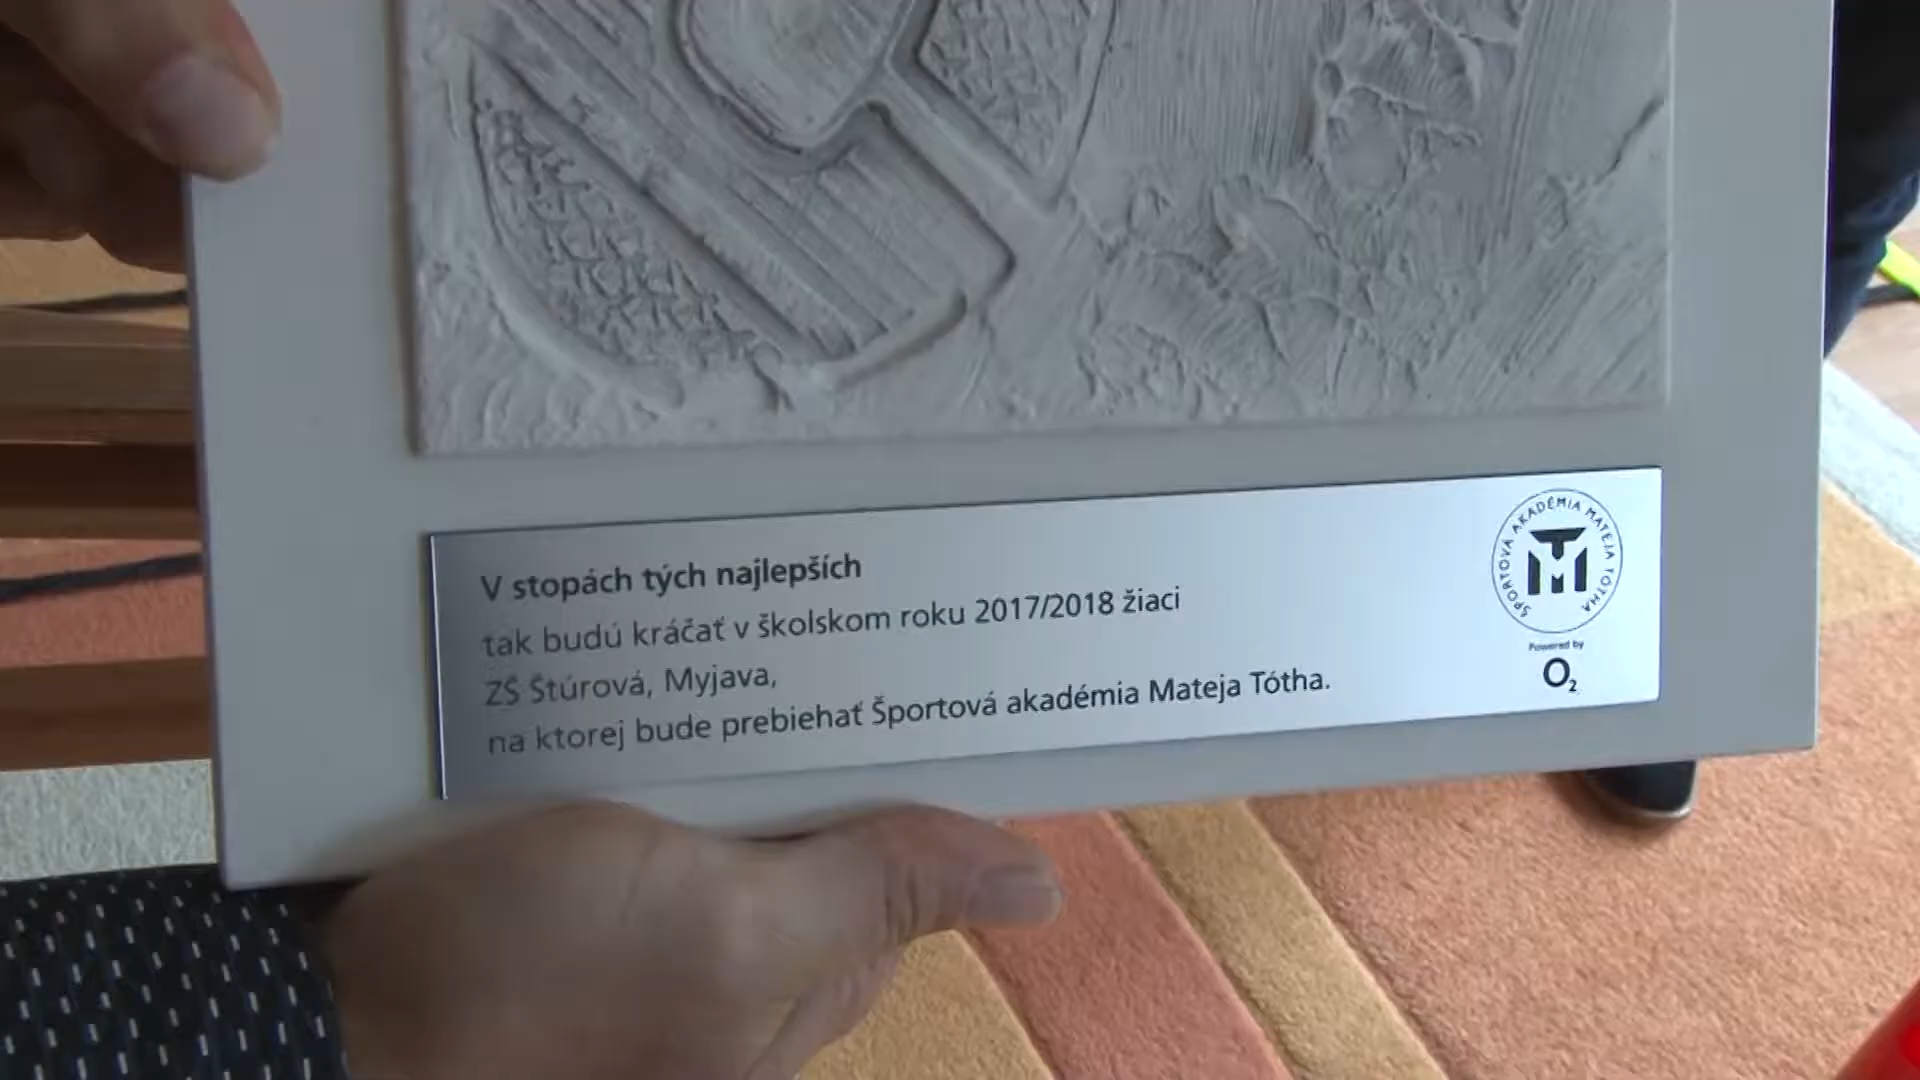 V stopách tých najlepších
tak budú kráčať v školskom roku 2017/2018 žiaci
ZŠ Štúrová, Myjava,
na ktorej bude prebiehať Športová akadémia Mateja Tótha.
ŠPORTOVÁ AKADÉMIA MATEJA TÓTHA
TM
Powered by
O2